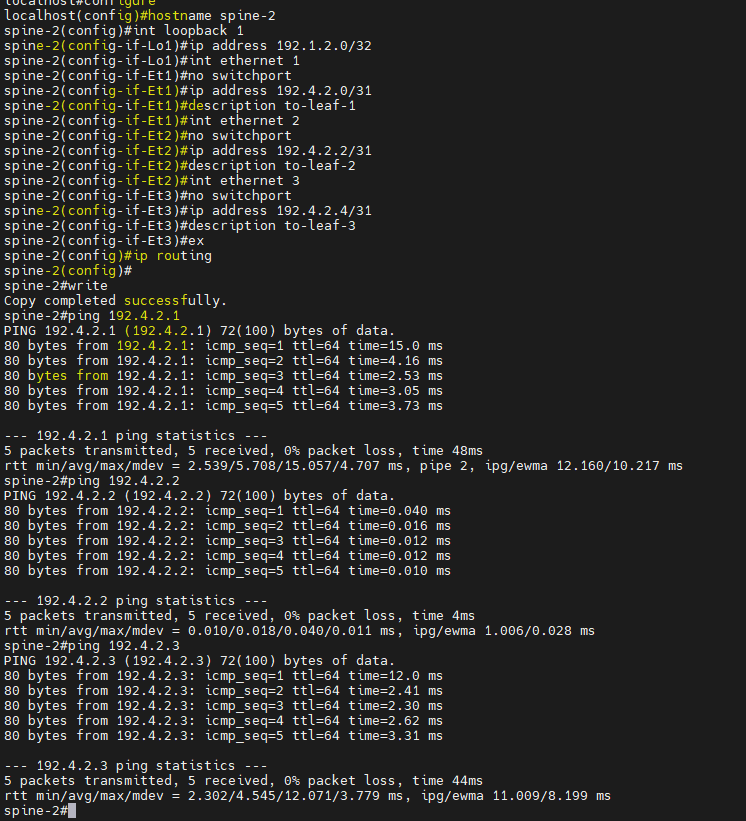 localhost#configure
localhost(config)#hostname spine-2
spine-2(config)#int loopback 1
spine-2(config-if-Lo1)#ip address 192.1.2.0/32
spine-2(config-if-Lo1)#int ethernet 1
spine-2(config-if-Et1)#no switchport
spine-2(config-if-Et1)#ip address 192.4.2.0/31
spine-2(config-if-Et1)#description to-leaf-1
spine-2(config-if-Et1)#int ethernet 2
spine-2(config-if-Et2)#no switchport
spine-2(config-if-Et2)#ip address 192.4.2.2/31
spine-2(config-if-Et2)#description to-leaf-2
spine-2(config-if-Et2)#int ethernet 3
spine-2(config-if-Et3)#no switchport
spine-2(config-if-Et3)#ip address 192.4.2.4/31
spine-2(config-if-Et3)#description to-leaf-3
spine-2(config-if-Et3)#ex
spine-2(config)#ip routing
spine-2(config)#
spine-2#write
Copy completed successfully.
spine-2#ping 192.4.2.1
PING 192.4.2.1 (192.4.2.1) 72(100) bytes of data.
80 bytes from 192.4.2.1: icmp_seq=1 ttl=64 time=15.0 ms
80 bytes from 192.4.2.1: icmp_seq=2 ttl=64 time=4.16 ms
80 bytes from 192.4.2.1: icmp_seq=3 ttl=64 time=2.53 ms
80 bytes from 192.4.2.1: icmp_seq=4 ttl=64 time=3.05 ms
80 bytes from 192.4.2.1: icmp_seq=5 ttl=64 time=3.73 ms

--- 192.4.2.1 ping statistics ---
5 packets transmitted, 5 received, 0% packet loss, time 48ms
rtt min/avg/max/mdev = 2.539/5.708/15.057/4.707 ms, pipe 2, ipg/ewma 12.160/10.217 ms
spine-2#ping 192.4.2.2
PING 192.4.2.2 (192.4.2.2) 72(100) bytes of data.
80 bytes from 192.4.2.2: icmp_seq=1 ttl=64 time=0.040 ms
80 bytes from 192.4.2.2: icmp_seq=2 ttl=64 time=0.016 ms
80 bytes from 192.4.2.2: icmp_seq=3 ttl=64 time=0.012 ms
80 bytes from 192.4.2.2: icmp_seq=4 ttl=64 time=0.012 ms
80 bytes from 192.4.2.2: icmp_seq=5 ttl=64 time=0.010 ms

--- 192.4.2.2 ping statistics ---
5 packets transmitted, 5 received, 0% packet loss, time 4ms
rtt min/avg/max/mdev = 0.010/0.018/0.040/0.011 ms, ipg/ewma 1.006/0.028 ms
spine-2#ping 192.4.2.3
PING 192.4.2.3 (192.4.2.3) 72(100) bytes of data.
80 bytes from 192.4.2.3: icmp_seq=1 ttl=64 time=12.0 ms
80 bytes from 192.4.2.3: icmp_seq=2 ttl=64 time=2.41 ms
80 bytes from 192.4.2.3: icmp_seq=3 ttl=64 time=2.30 ms
80 bytes from 192.4.2.3: icmp_seq=4 ttl=64 time=2.62 ms
80 bytes from 192.4.2.3: icmp_seq=5 ttl=64 time=3.31 ms

--- 192.4.2.3 ping statistics ---
5 packets transmitted, 5 received, 0% packet loss, time 44ms
rtt min/avg/max/mdev = 2.302/4.545/12.071/3.779 ms, ipg/ewma 11.009/8.199 ms
spine-2#